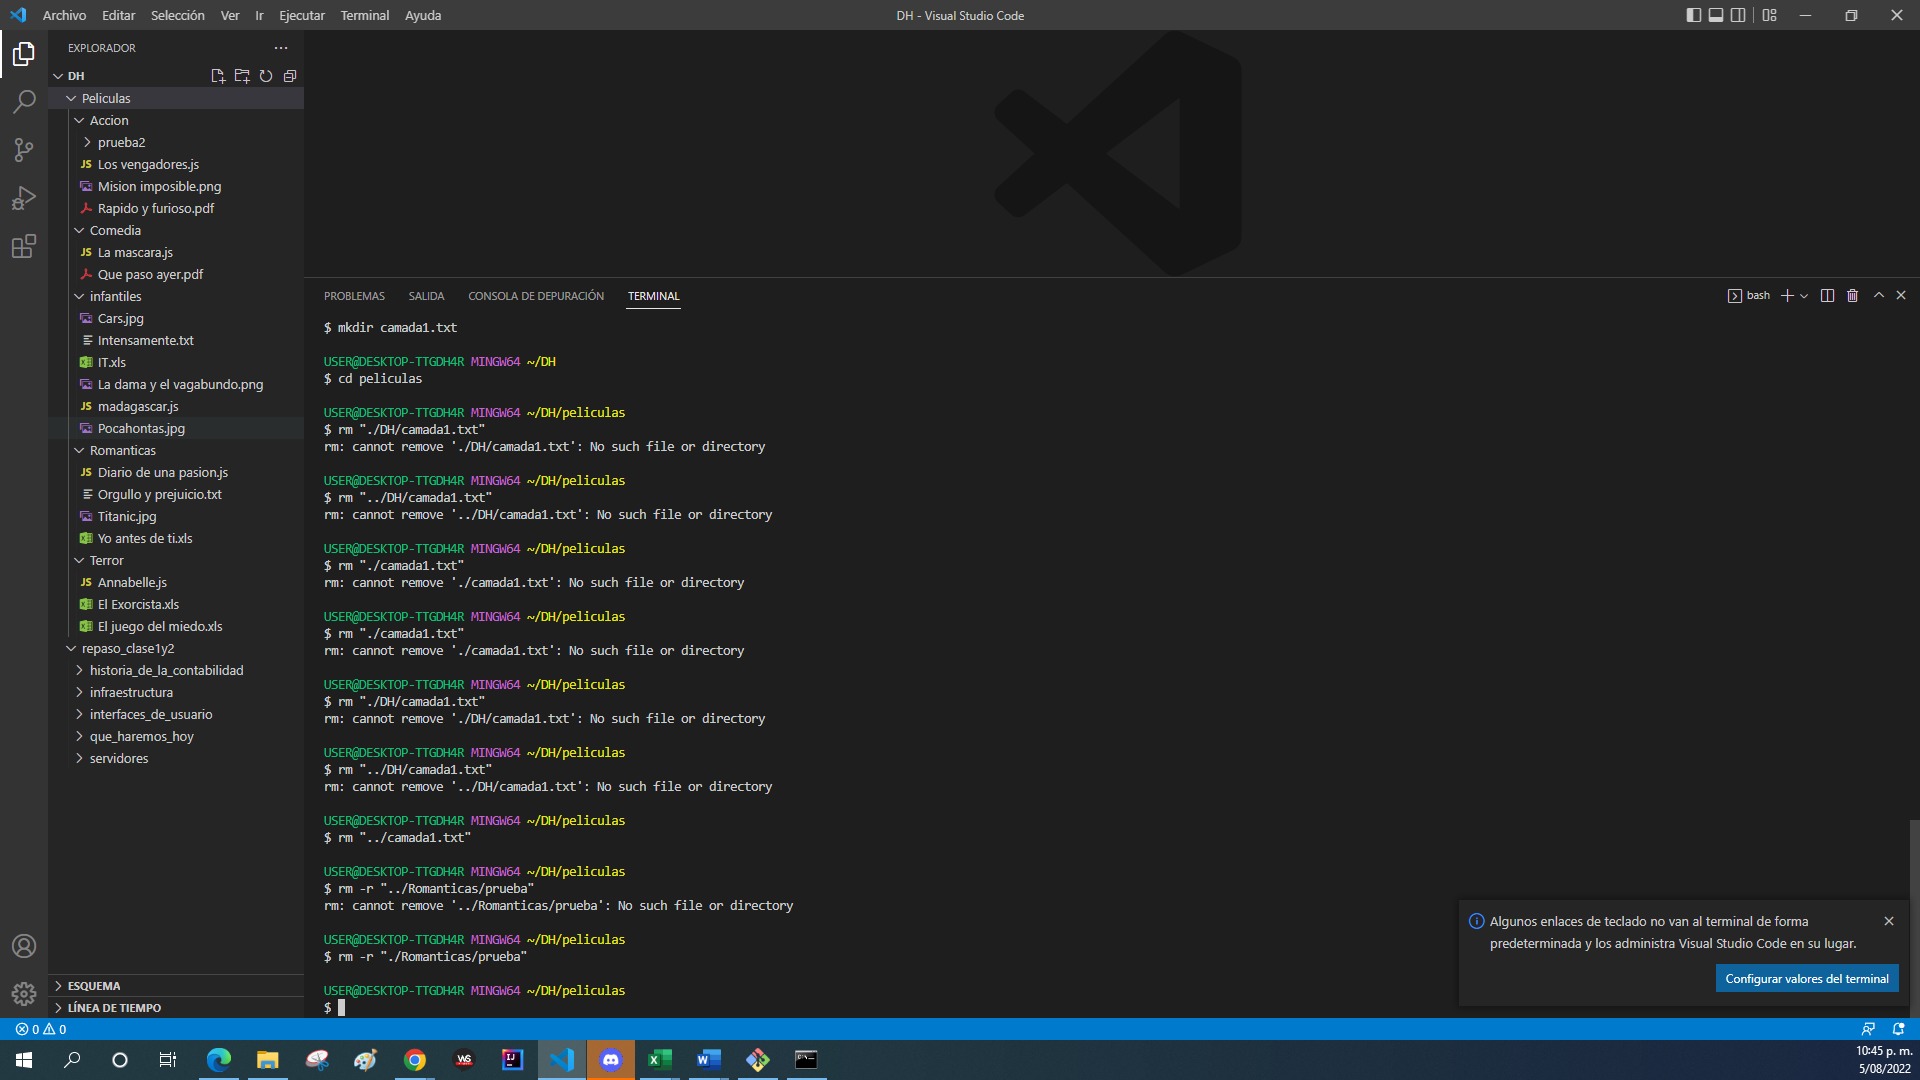 Archivo Editar Selección Ver Ir Ejecutar Terminal Ayuda
DH - Visual Studio Code
EXPLORADOR
DH
Peliculas
Accion
prueba2
JS Los vengadores.js
Mision imposible.png
Rapido y furioso.pdf
Comedia
JS La mascara.js
Que paso ayer.pdf
infantiles
Cars.jpg
Intensamente.txt
IT.xls
La dama y el vagabundo.png
JS madagascar.js
Pocahontas.jpg
Romanticas
JS Diario de una pasion.js
Orgullo y prejuicio.txt
Titanic.jpg
Yo antes de ti.xls
Terror
JS Annabelle.js
El Exorcista.xls
El juego del miedo.xls
repaso_clase1y2
historia_de_la_contabilidad
infraestructura
interfaces_de_usuario
que_haremos_hoy
servidores
ESQUEMA
LÍNEA DE TIEMPO
PROBLEMAS SALIDA CONSOLA DE DEPURACIÓN TERMINAL
bash
$ mkdir camada1.txt
USER@DESKTOP-TTGDH4R MINGW64 ~/DH
$ cd peliculas
USER@DESKTOP-TTGDH4R MINGW64 ~/DH/peliculas
$ rm "./DH/camada1.txt"
rm: cannot remove './DH/camada1.txt': No such file or directory
USER@DESKTOP-TTGDH4R MINGW64 ~/DH/peliculas
$ rm "../DH/camada1.txt"
rm: cannot remove '../DH/camada1.txt': No such file or directory
USER@DESKTOP-TTGDH4R MINGW64 ~/DH/peliculas
$ rm "./camada1.txt"
rm: cannot remove './camada1.txt': No such file or directory
USER@DESKTOP-TTGDH4R MINGW64 ~/DH/peliculas
$ rm "./camada1.txt"
rm: cannot remove './camada1.txt': No such file or directory
USER@DESKTOP-TTGDH4R MINGW64 ~/DH/peliculas
$ rm "./DH/camada1.txt"
rm: cannot remove './DH/camada1.txt': No such file or directory
USER@DESKTOP-TTGDH4R MINGW64 ~/DH/peliculas
$ rm "../DH/camada1.txt"
rm: cannot remove '../DH/camada1.txt': No such file or directory
USER@DESKTOP-TTGDH4R MINGW64 ~/DH/peliculas
$ rm "../camada1.txt"
USER@DESKTOP-TTGDH4R MINGW64 ~/DH/peliculas
$ rm -r "../Romanticas/prueba"
rm: cannot remove '../Romanticas/prueba': No such file or directory
USER@DESKTOP-TTGDH4R MINGW64 ~/DH/peliculas
$ rm -r "./Romanticas/prueba"
USER@DESKTOP-TTGDH4R MINGW64 ~/DH/peliculas
$
Algunos enlaces de teclado no van al terminal de forma
predeterminada y los administra Visual Studio Code en su lugar.
Configurar valores del terminal
0 0
WS
IJ
X
W
10:45 p. m.
5/08/2022